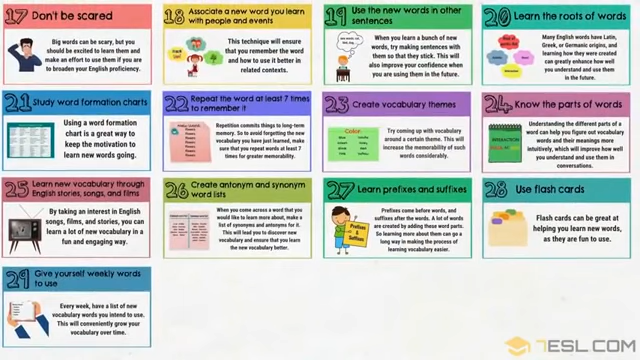 17 Don't be scared
Big words can be scary, but you
should be excited to learn them and
make an effort to use them if you are
to broaden your English proficiency.
18 Associate a new word you learn
with people and events
This technique will ensure
that you remember the word
and how to use it better in
related contexts.
19 Use the new words in other
sentences
When you learn a bunch of new
words, try making sentences with
them so that they stick. This will
also improve your confidence when
you are using them in the future.
20 Learn the roots of words
Many English words have Latin,
Greek, or Germanic origins, and
learning how they were created
can greatly enhance how well
you understand and use them
in the future.
21 Study word formation charts
Using a word formation
chart is a great way to
keep the motivation to
learn new words going.
22 Repeat the word at least 7 times
to remember it
Repetition commits things to long-term
memory. So to avoid forgetting the new
vocabulary you have just learned, make
sure that you repeat words at least 7
times for greater memorability.
23 Create vocabulary themes
Color
Try coming up with vocabulary
around a certain theme. This will
increase the memorability of
such words considerably.
24 Know the parts of words
Understanding the different parts of a
word can help you figure out vocabulary
words and their meanings more
intuitively, which will improve how well
you understand and use them in
conversations.
25 Learn new vocabulary through
English stories, songs, and films
By taking an interest in English
songs, films, and stories, you can
learn a lot of new vocabulary in a
fun and engaging way.
26 Create antonym and synonym
word lists
When you come across a word that you
would like to learn more about, make a
list of synonyms and antonyms for it.
This will lead you to discover new
vocabulary and ensure that you learn
the new vocabulary better.
27 Learn prefixes and suffixes
Prefixes
&
Suffixes
Prefixes come before words, and
suffixes after the words. A lot of words
are created by adding these word parts.
So learning more about them can go a
long way in making the process of
learning vocabulary easier.
28 Use flash cards
Flash cards can be great at
helping you learn new words,
as they are fun to use.
29 Give yourself weekly words
to use
Every week, have a list of new
vocabulary words you intend to use.
This will conveniently grow your
vocabulary over time.
7ESL.COM